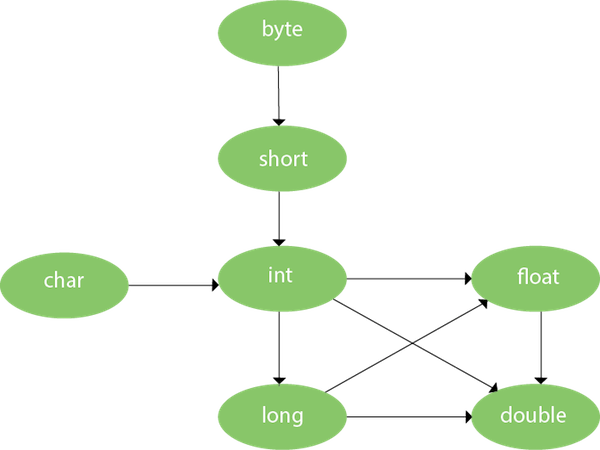 byte
short
char
int
float
long
double